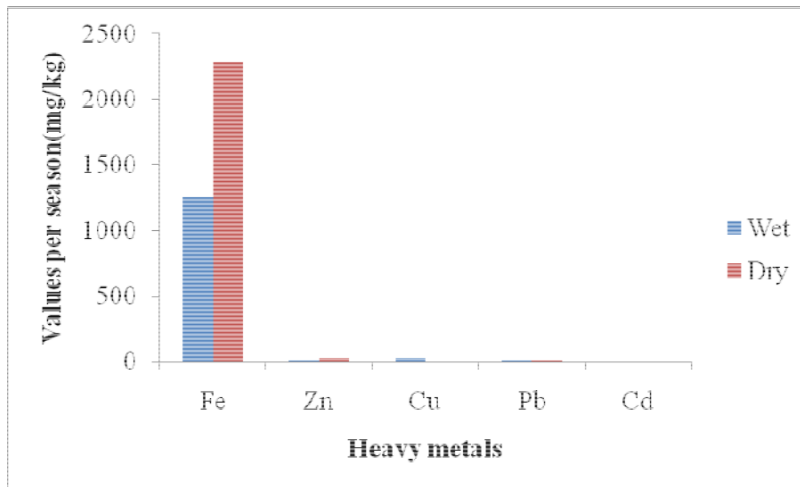 Values per season(mg/kg)
2500
2000
1500
1000
500
0
Fe Zn Cu Pb Cd
Heavy metals
Wet
Dry